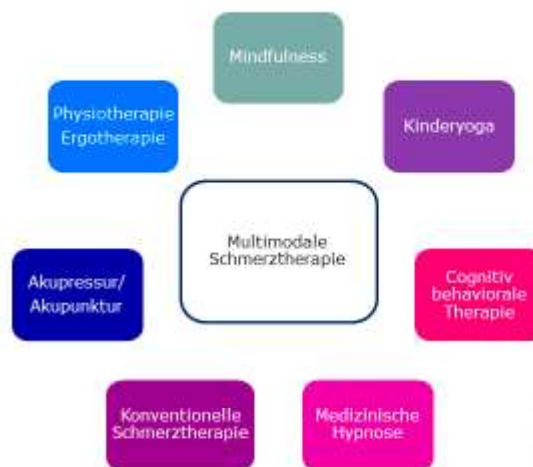 Mindfulness
Physiotherapie
Ergotherapie
Kinderyoga
Multimodale
Schmerztherapie
Akupressur/
Akupunktur
Cognitiv
behaviorale
Therapie
Konventionelle
Schmerztherapie
Medizinische
Hypnose